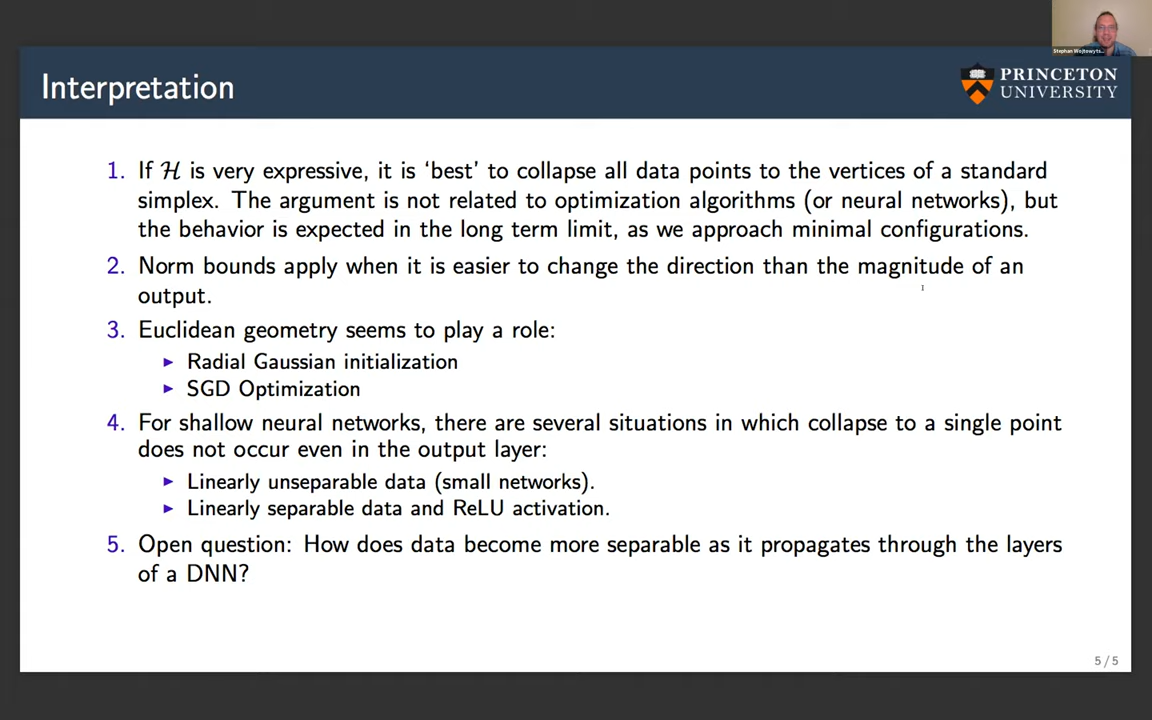 Stephan Wojtowyts...
Interpretation
PRINCETON
UNIVERSITY
1. If ℋ is very expressive, it is ‘best’ to collapse all data points to the vertices of a standard
simplex. The argument is not related to optimization algorithms (or neural networks), but
the behavior is expected in the long term limit, as we approach minimal configurations.
2. Norm bounds apply when it is easier to change the direction than the magnitude of an
output.
3. Euclidean geometry seems to play a role:
► Radial Gaussian initialization
► SGD Optimization
4. For shallow neural networks, there are several situations in which collapse to a single point
does not occur even in the output layer:
► Linearly unseparable data (small networks).
► Linearly separable data and ReLU activation.
5. Open question: How does data become more separable as it propagates through the layers
of a DNN?
5 / 5